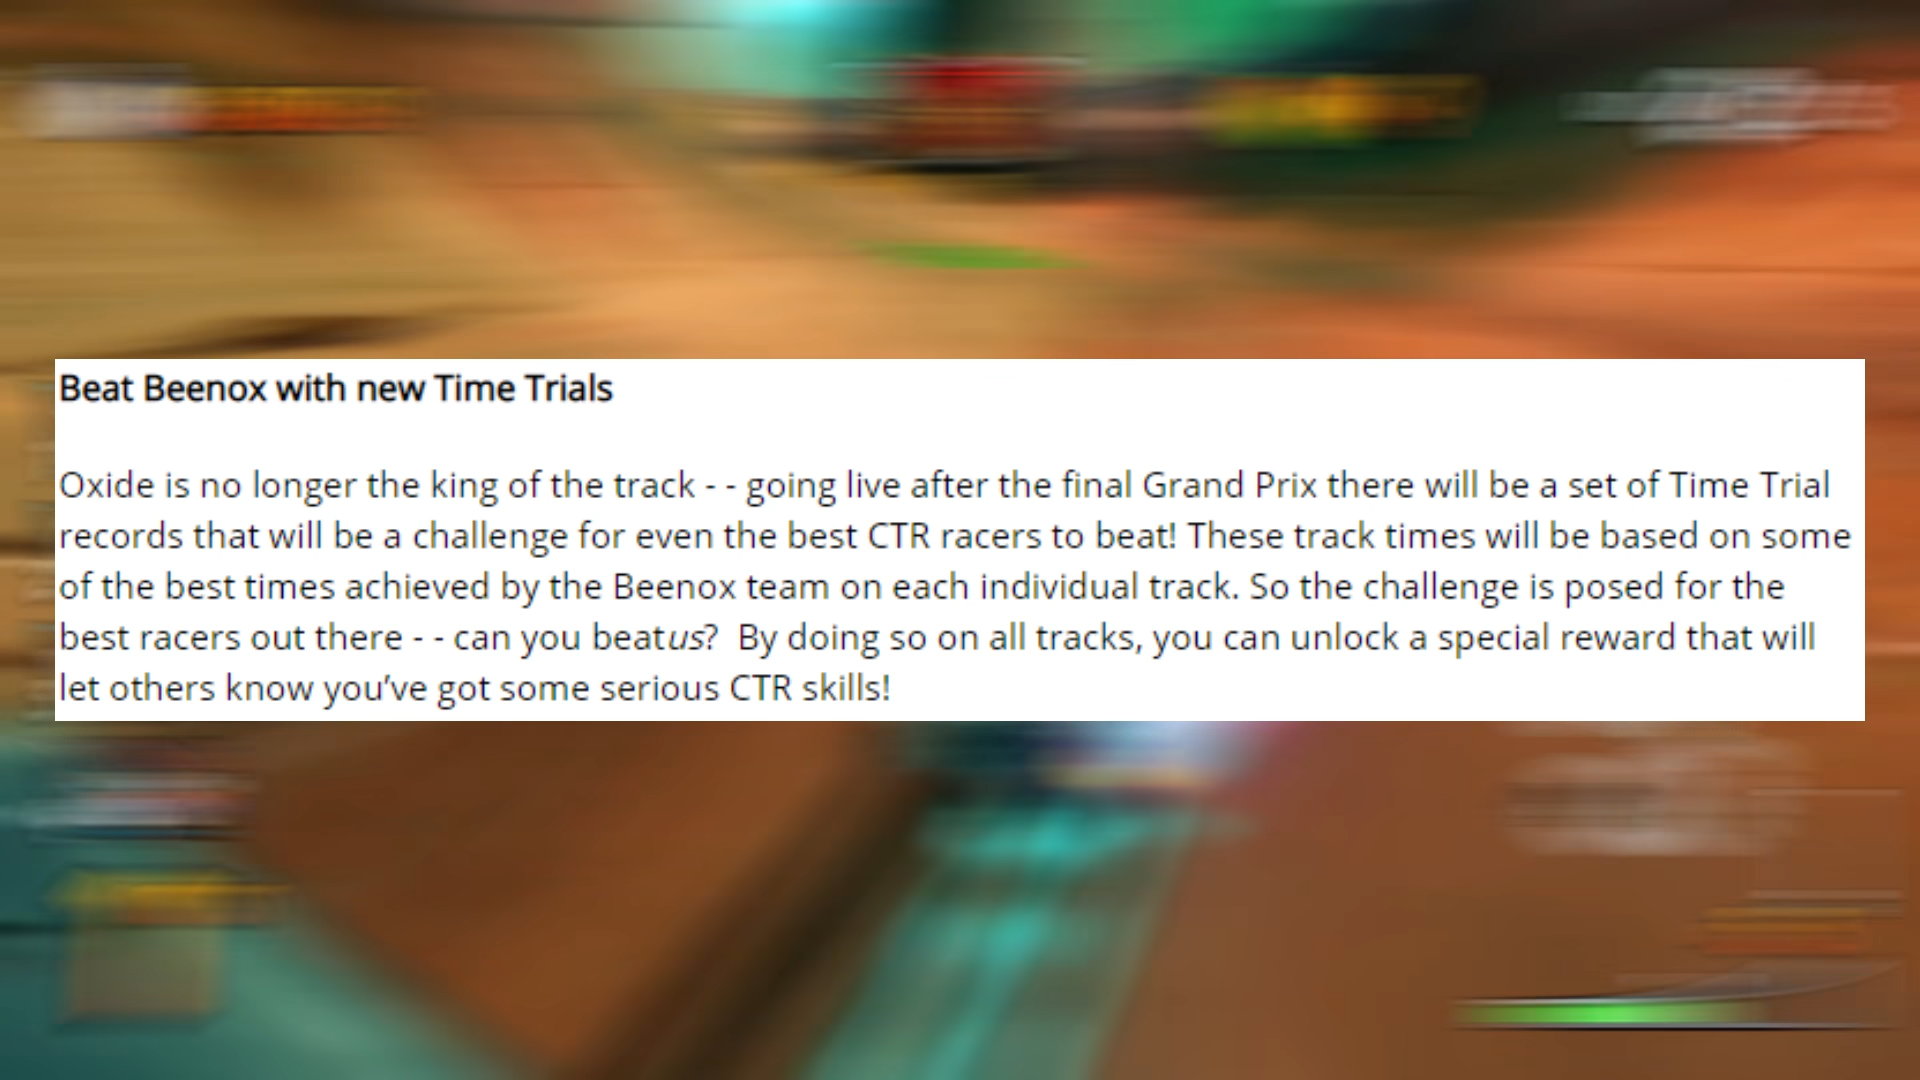 Beat Beenox with new Time Trials
Oxide is no longer the king of the track - - going live after the final Grand Prix there will be a set of Time Trial
records that will be a challenge for even the best CTR racers to beat! These track times will be based on some
of the best times achieved by the Beenox team on each individual track. So the challenge is posed for the
best racers out there - - can you beatus?  By doing so on all tracks, you can unlock a special reward that will
let others know you’ve got some serious CTR skills!